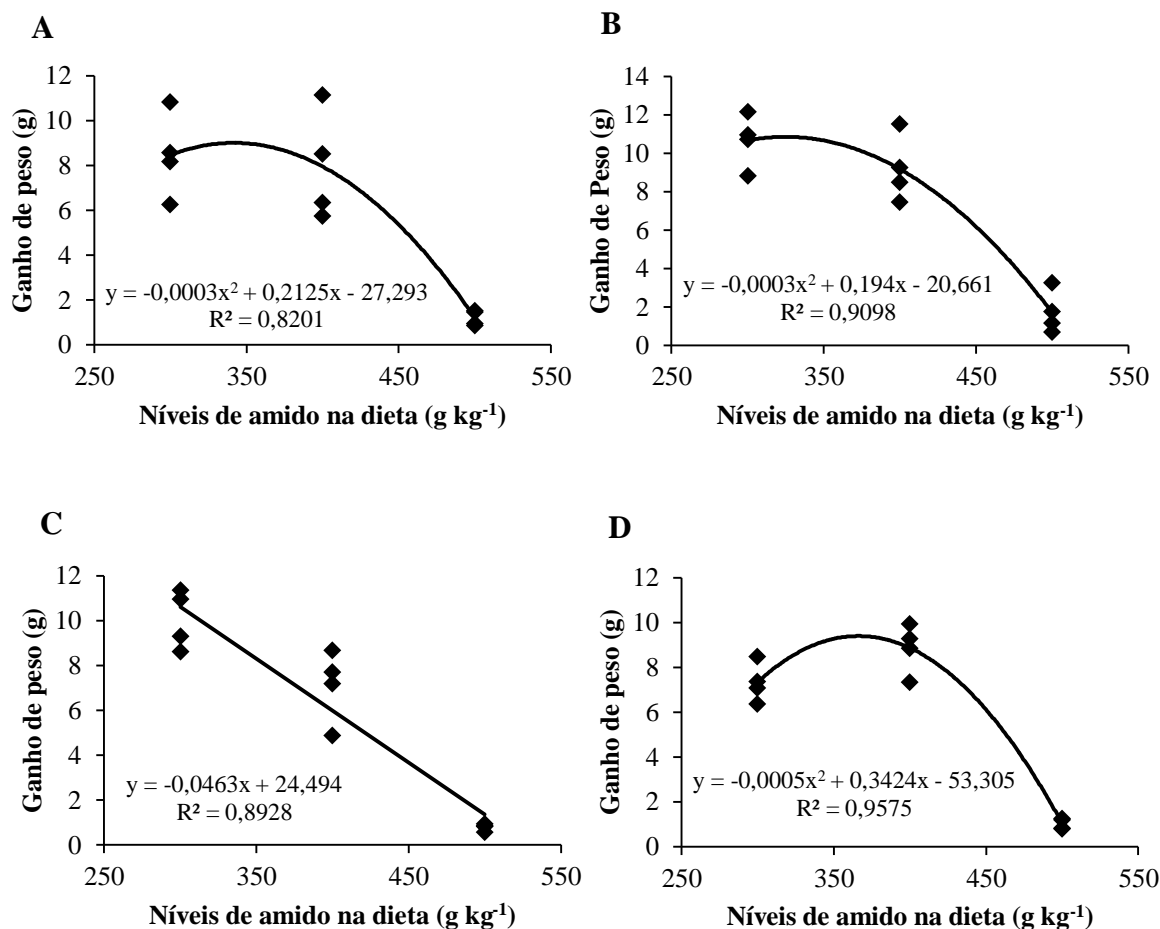 A
Ganho de peso (g)
12
10
8
6
4
2
0
y = -0,0003x² + 0,2125x - 27,293
R² = 0,8201
250 350 450 550
Níveis de amido na dieta (g kg⁻¹)
B
Ganho de Peso (g)
14
12
10
8
6
4
2
0
y = -0,0003x² + 0,194x - 20,661
R² = 0,9098
250 350 450 550
Níveis de amido na dieta (g kg⁻¹)
C
Ganho de peso (g)
12
10
8
6
4
2
0
y = -0,0463x + 24,494
R² = 0,8928
250 350 450 550
Níveis de amido na dieta (g kg⁻¹)
D
Ganho de peso (g)
12
10
8
6
4
2
0
y = -0,0005x² + 0,3424x - 53,305
R² = 0,9575
250 350 450 550
Níveis de amido na dieta (g kg⁻¹)